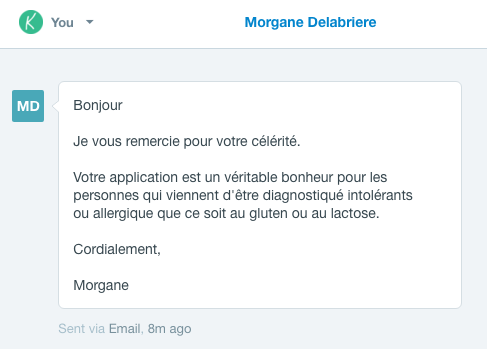 K You Morgane Delabriere
MD
Bonjour
Je vous remercie pour votre célérité.
Votre application est un véritable bonheur pour les
personnes qui viennent d'être diagnostiqué intolérants
ou allergique que ce soit au gluten ou au lactose.
Cordialement,
Morgane
Sent via Email, 8m ago